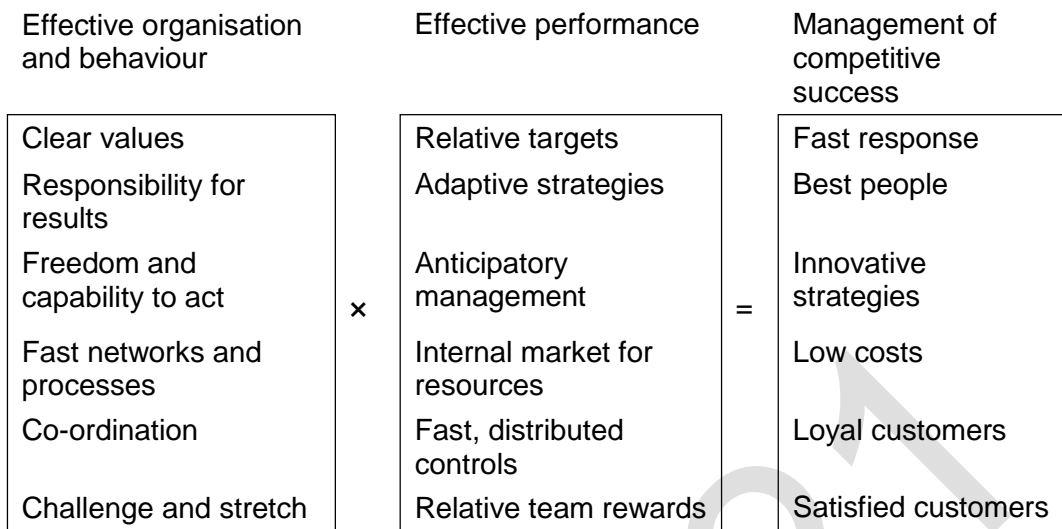 Effective organisation
and behaviour
Effective performance
Management of
competitive
success
Clear values
Responsibility for
results
Freedom and
capability to act
Fast networks and
processes
Co-ordination
Challenge and stretch
×
Relative targets
Adaptive strategies
Anticipatory
management
Internal market for
resources
Fast, distributed
controls
Relative team rewards
=
Fast response
Best people
Innovative
strategies
Low costs
Loyal customers
Satisfied customers